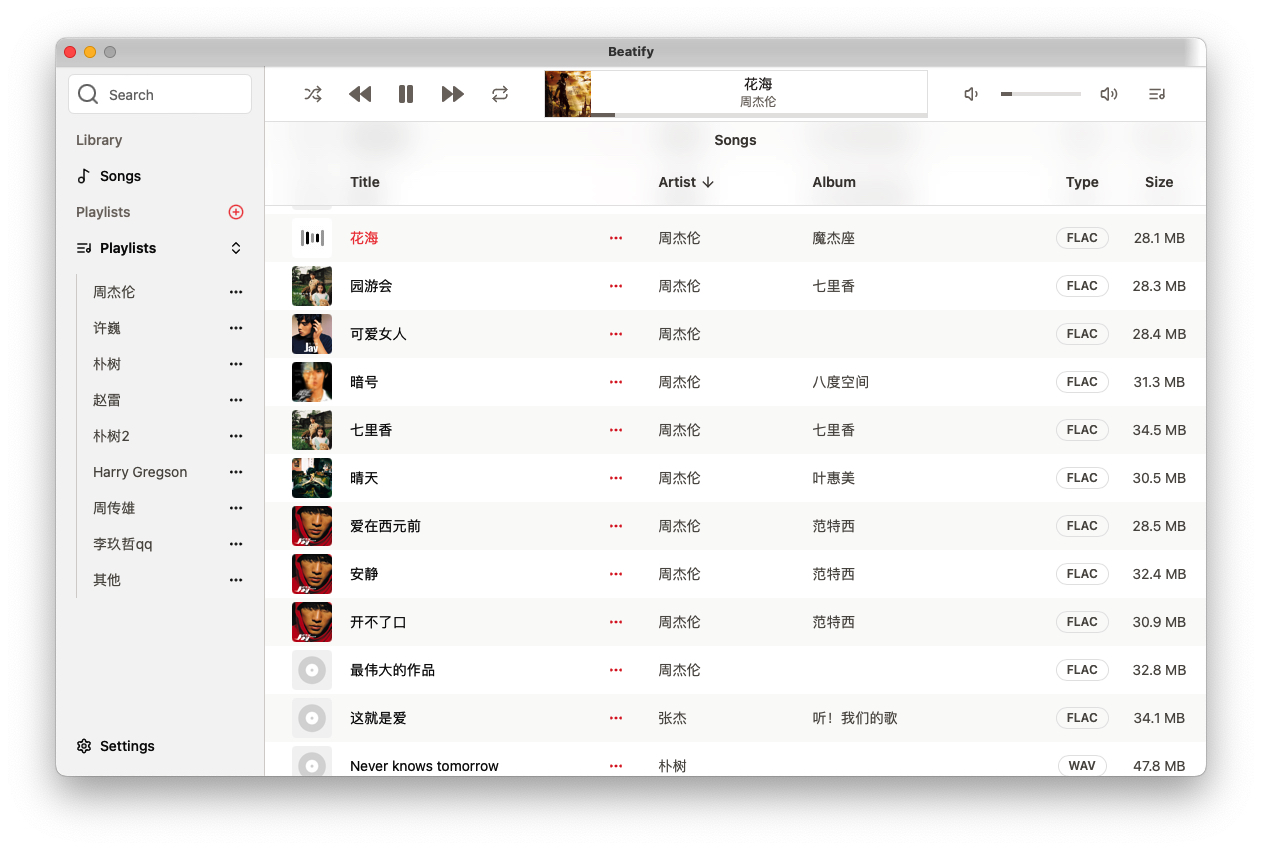 Beatify
Search
花海
周杰伦
Library
Songs
Playlists
Playlists
周杰伦
许巍
朴树
赵雷
朴树2
Harry Gregson
周传雄
李玖哲qq
其他
Settings
Songs
Title Artist Album Type Size
花海 周杰伦 魔杰座 FLAC 28.1 MB
园游会 周杰伦 七里香 FLAC 28.3 MB
可爱女人 周杰伦 FLAC 28.4 MB
Jay
暗号 周杰伦 八度空间 FLAC 31.3 MB
七里香 周杰伦 七里香 FLAC 34.5 MB
晴天 周杰伦 叶惠美 FLAC 30.5 MB
爱在西元前 周杰伦 范特西 FLAC 28.5 MB
安静 周杰伦 范特西 FLAC 32.4 MB
开不了口 周杰伦 范特西 FLAC 30.9 MB
最伟大的作品 周杰伦 FLAC 32.8 MB
这就是爱 张杰 听！我们的歌 FLAC 34.1 MB
Never knows tomorrow 朴树 WAV 47.8 MB